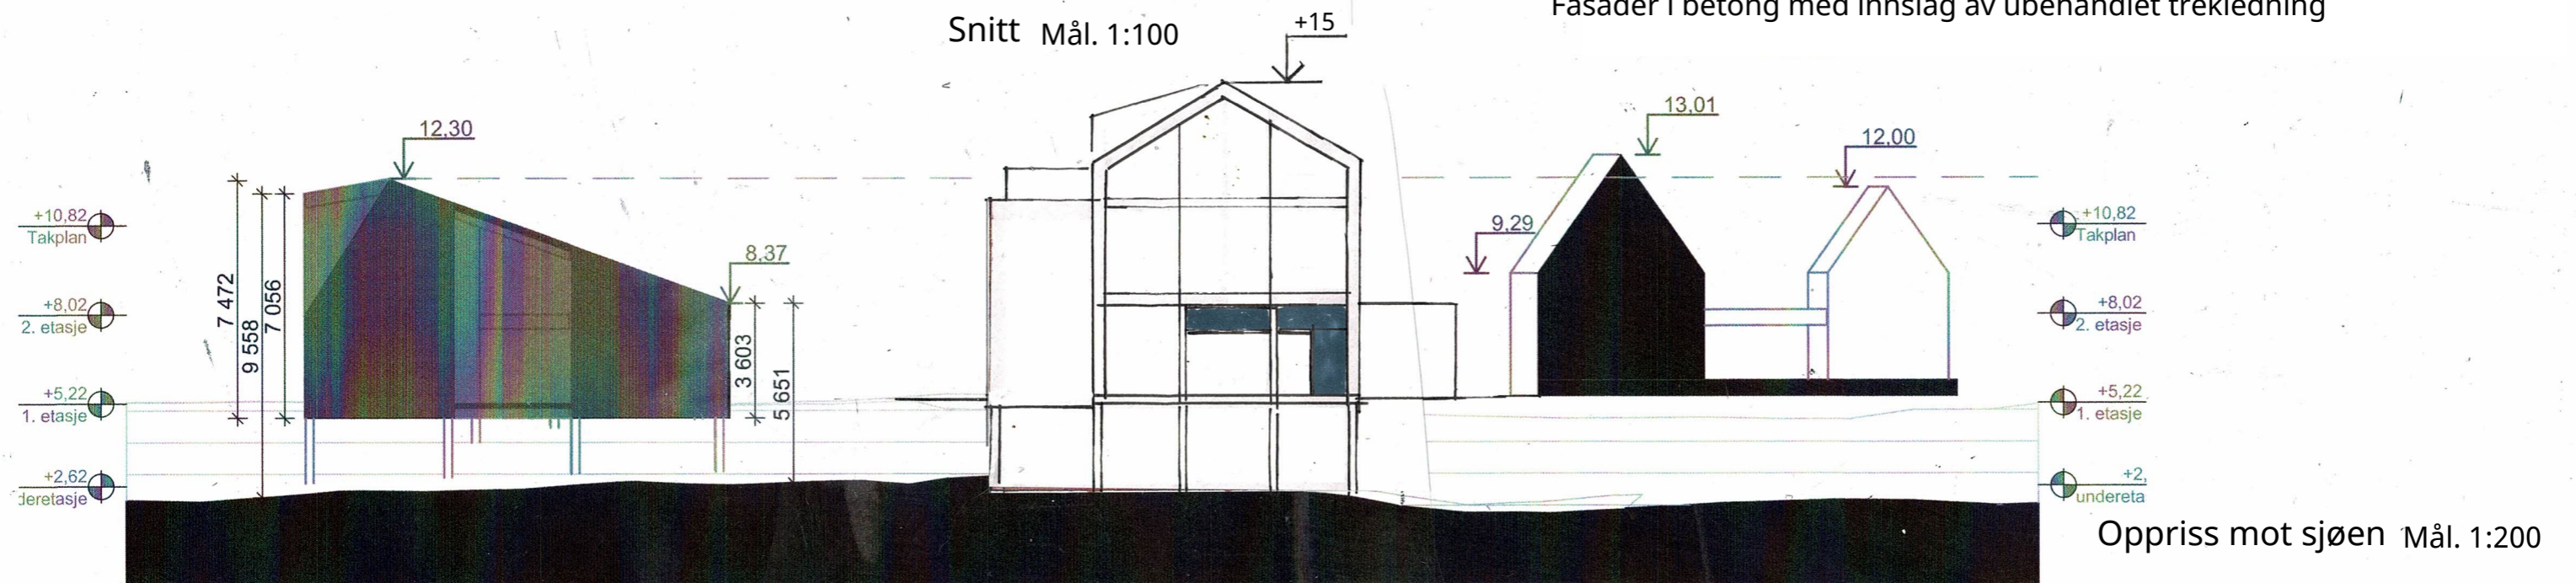 Fasader i betong med innslag av ubehandlet trekledning
Snitt Mål. 1:100
+15
12,30
13,01
12,00
9,29
8,37
+10,82
Takplan
+8,02
2. etasje
+5,22
1. etasje
+2,62
deretasje
7 472
9 558
7 056
3 603
5 651
+10,82
Takplan
+8,02
2. etasje
+5,22
1. etasje
+2,
undereta
Oppriss mot sjøen Mål. 1:200